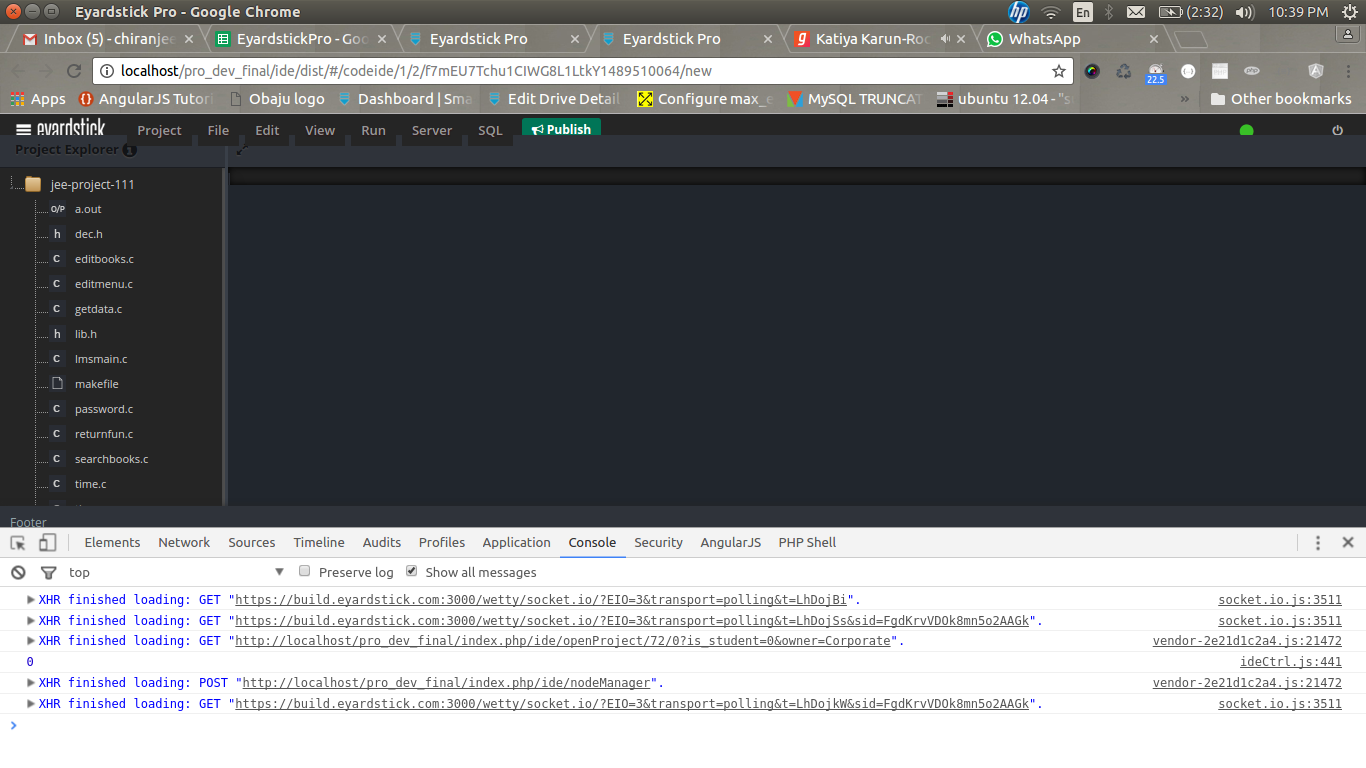 Eyardstick Pro - Google Chrome
En
(2:32)
10:39 PM
Inbox (5) - chiranjee
EyardstickPro - Goo
Eyardstick Pro
Eyardstick Pro
Katiya Karun-Roc
WhatsApp
localhost/pro_dev_final/ide/dist/#/codeide/1/2/f7mEU7Tchu1CIWG8L1LtkY1489510064/new
22.5
Apps
AngularJS Tutori
Obaju logo
Dashboard | Sma
Edit Drive Detail
Configure max_e
MySQL TRUNCAT
ubuntu 12.04 - "s
»
Other bookmarks
eyardstick
Project
File
Edit
View
Run
Server
SQL
Publish
Project Explorer
jee-project-111
O/P a.out
h dec.h
C editbooks.c
C editmenu.c
C getdata.c
h lib.h
C lmsmain.c
makefile
C password.c
C returnfun.c
C searchbooks.c
C time.c
Footer
Elements
Network
Sources
Timeline
Audits
Profiles
Application
Console
Security
AngularJS
PHP Shell
top
Preserve log
Show all messages
XHR finished loading: GET "https://build.eyardstick.com:3000/wetty/socket.io/?EIO=3&transport=polling&t=LhDojBi". socket.io.js:3511
XHR finished loading: GET "https://build.eyardstick.com:3000/wetty/socket.io/?EIO=3&transport=polling&t=LhDojSs&sid=FgdKrvVDOk8mn5o2AAGk". socket.io.js:3511
XHR finished loading: GET "http://localhost/pro_dev_final/index.php/ide/openProject/72/0?is_student=0&owner=Corporate". vendor-2e21d1c2a4.js:21472
0 ideCtrl.js:441
XHR finished loading: POST "http://localhost/pro_dev_final/index.php/ide/nodeManager". vendor-2e21d1c2a4.js:21472
XHR finished loading: GET "https://build.eyardstick.com:3000/wetty/socket.io/?EIO=3&transport=polling&t=LhDojkW&sid=FgdKrvVDOk8mn5o2AAGk". socket.io.js:3511